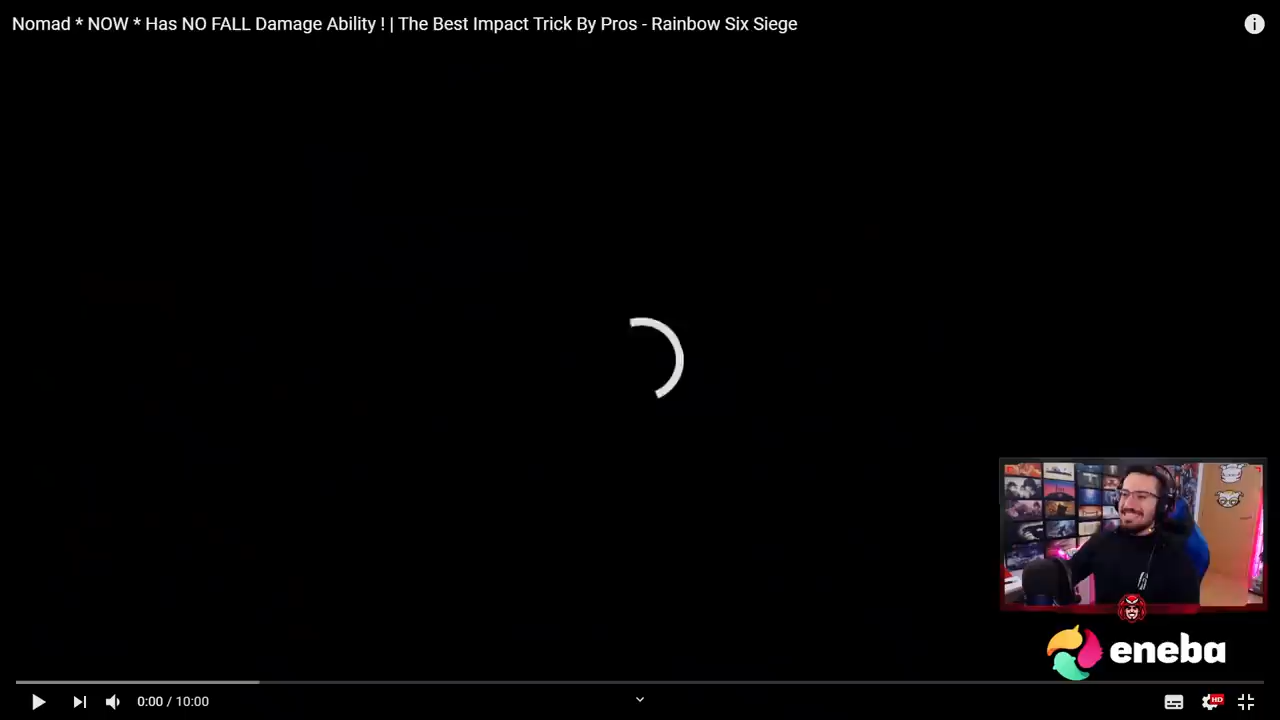 Nomad * NOW * Has NO FALL Damage Ability ! | The Best Impact Trick By Pros - Rainbow Six Siege
eneba
0:00 / 10:00
HD